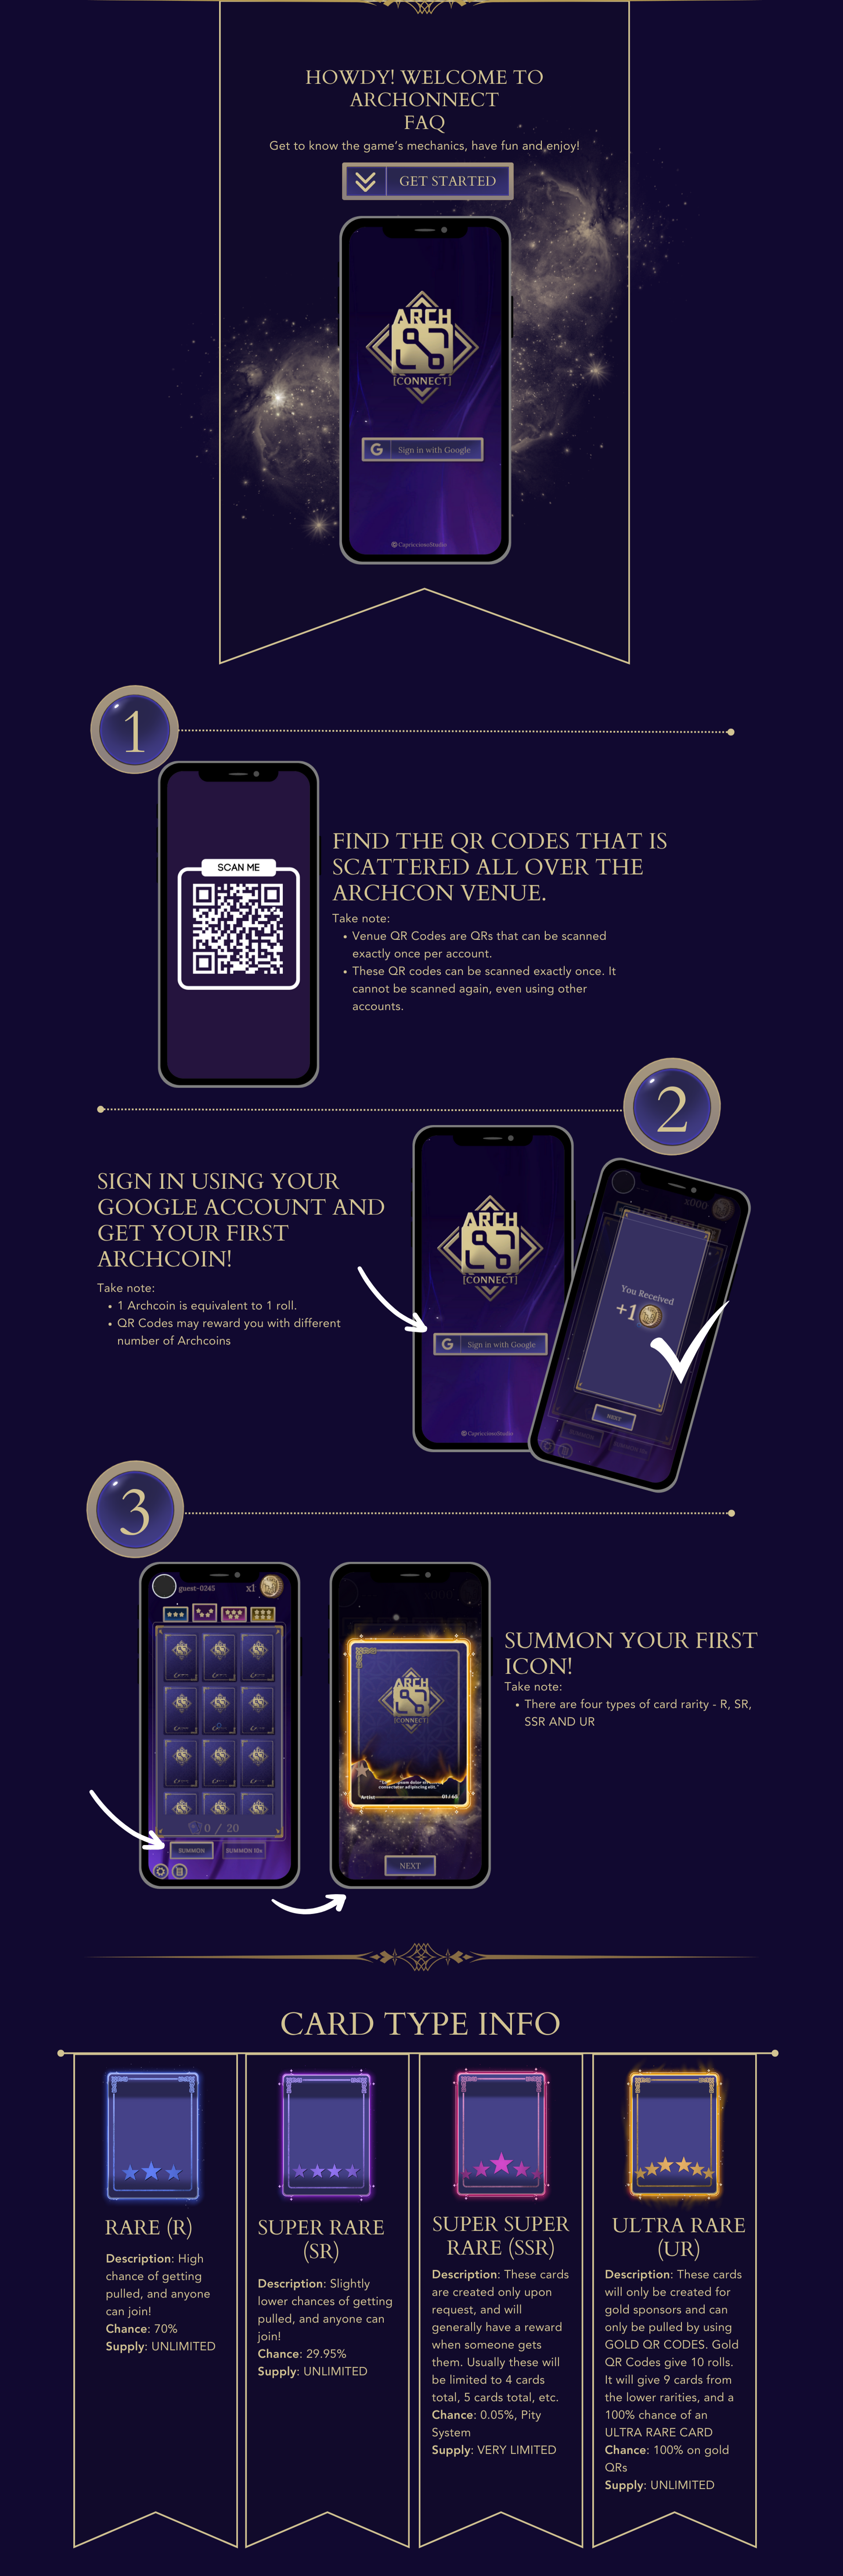 HOWDY! WELCOME TO
ARCHONNECT
FAQ
Get to know the game's mechanics, have fun and enjoy!
GET STARTED
ARCH
[CONNECT]
G Sign in with Google
©CapriccioneStudio
1
SCAN ME
FIND THE QR CODES THAT IS
SCATTERED ALL OVER THE
ARCHCON VENUE.
Take note:
• Venue QR Codes are QRs that can be scanned
exactly once per account.
• These QR codes can be scanned exactly once. It
cannot be scanned again, even using other
accounts.
2
SIGN IN USING YOUR
GOOGLE ACCOUNT AND
GET YOUR FIRST
ARCHCOIN!
Take note:
• 1 Archcoin is equivalent to 1 roll.
• QR Codes may reward you with different
number of Archcoins
ARCH
[CONNECT]
G Sign in with Google
©CapriccioneStudio
x000
You Received
+1
NEXT
3
guest-0245
x1
0 / 20
SUMMON
SUMMON 10x
ARCH
[CONNECT]
consectetur adipiscing elit."
Artist
01/65
NEXT
SUMMON YOUR FIRST
ICON!
Take note:
• There are four types of card rarity - R, SR,
SSR AND UR
CARD TYPE INFO
RARE (R)
Description: High
chance of getting
pulled, and anyone
can join!
Chance: 70%
Supply: UNLIMITED
SUPER RARE
(SR)
Description: Slightly
lower chances of getting
pulled, and anyone can
join!
Chance: 29.95%
Supply: UNLIMITED
SUPER SUPER
RARE (SSR)
Description: These cards
are created only upon
request, and will
generally have a reward
when someone gets
them. Usually these will
be limited to 4 cards
total, 5 cards total, etc.
Chance: 0.05%, Pity
System
Supply: VERY LIMITED
ULTRA RARE
(UR)
Description: These cards
will only be created for
gold sponsors and can
only be pulled by using
GOLD QR CODES. Gold
QR Codes give 10 rolls.
It will give 9 cards from
the lower rarities, and a
100% chance of an
ULTRA RARE CARD
Chance: 100% on gold
QRs
Supply: UNLIMITED